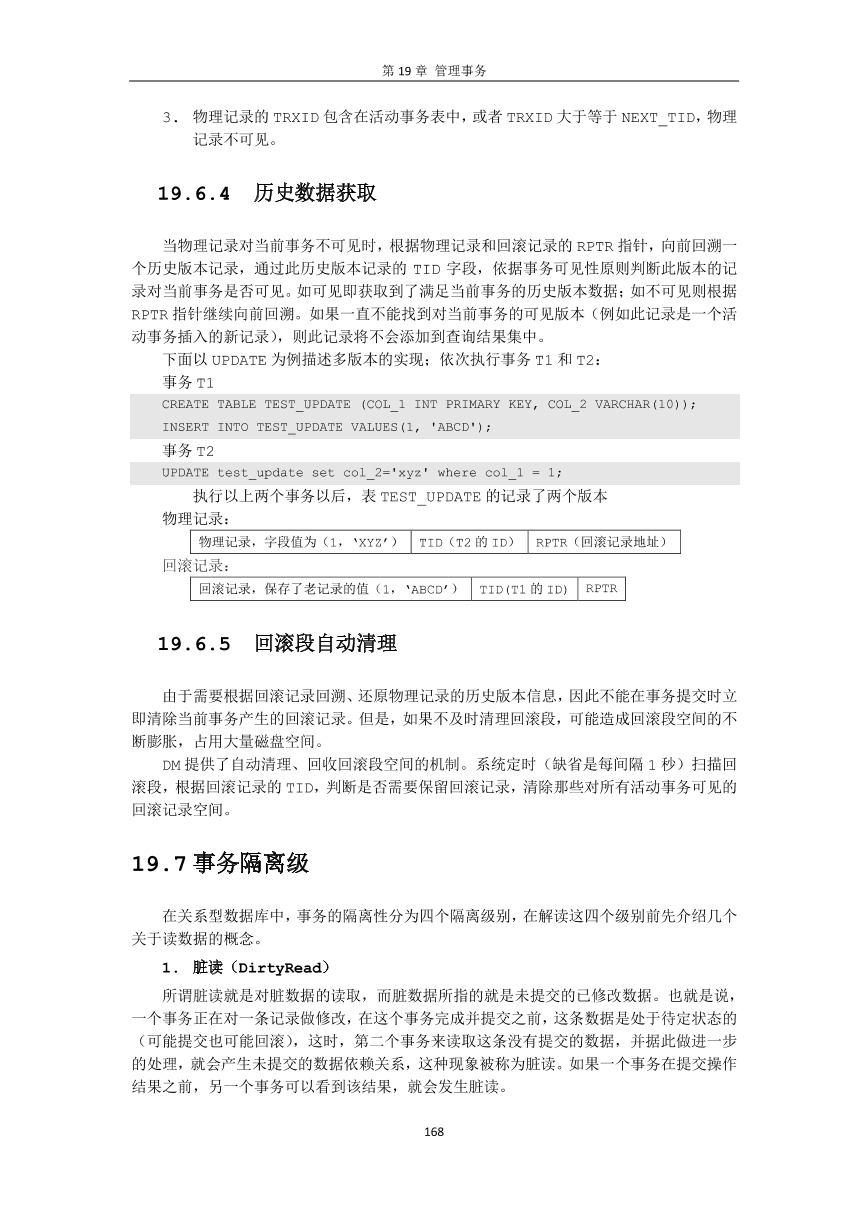 第 19 章 管理事务
3. 物理记录的 TRXID 包含在活动事务表中，或者 TRXID 大于等于 NEXT_TID，物理
记录不可见。
19.6.4 历史数据获取
当物理记录对当前事务不可见时，根据物理记录和回滚记录的 RPTR 指针，向前回溯一
个历史版本记录，通过此历史版本记录的 TID 字段，依据事务可见性原则判断此版本的记
录对当前事务是否可见。如可见即获取到了满足当前事务的历史版本数据；如不可见则根据
RPTR 指针继续向前回溯。如果一直不能找到对当前事务的可见版本（例如此记录是一个活
动事务插入的新记录），则此记录将不会添加到查询结果集中。
下面以 UPDATE 为例描述多版本的实现；依次执行事务 T1 和 T2：
事务 T1
CREATE TABLE TEST_UPDATE (COL_1 INT PRIMARY KEY, COL_2 VARCHAR(10));
INSERT INTO TEST_UPDATE VALUES(1, 'ABCD');
事务 T2
UPDATE test_update set col_2='xyz' where col_1 = 1;
执行以上两个事务以后，表 TEST_UPDATE 的记录了两个版本
物理记录：
物理记录，字段值为（1，‘XYZ’） TID（T2 的 ID） RPTR（回滚记录地址）
回滚记录：
回滚记录，保存了老记录的值（1，‘ABCD’） TID(T1 的 ID) RPTR
19.6.5 回滚段自动清理
由于需要根据回滚记录回溯、还原物理记录的历史版本信息，因此不能在事务提交时立
即清除当前事务产生的回滚记录。但是，如果不及时清理回滚段，可能造成回滚段空间的不
断膨胀，占用大量磁盘空间。
DM 提供了自动清理、回收回滚段空间的机制。系统定时（缺省是每间隔 1 秒）扫描回
滚段，根据回滚记录的 TID，判断是否需要保留回滚记录，清除那些对所有活动事务可见的
回滚记录空间。
19.7 事务隔离级
在关系型数据库中，事务的隔离性分为四个隔离级别，在解读这四个级别前先介绍几个
关于读数据的概念。
1. 脏读（DirtyRead）
所谓脏读就是对脏数据的读取，而脏数据所指的就是未提交的已修改数据。也就是说，
一个事务正在对一条记录做修改，在这个事务完成并提交之前，这条数据是处于待定状态的
（可能提交也可能回滚），这时，第二个事务来读取这条没有提交的数据，并据此做进一步
的处理，就会产生未提交的数据依赖关系，这种现象被称为脏读。如果一个事务在提交操作
结果之前，另一个事务可以看到该结果，就会发生脏读。
168